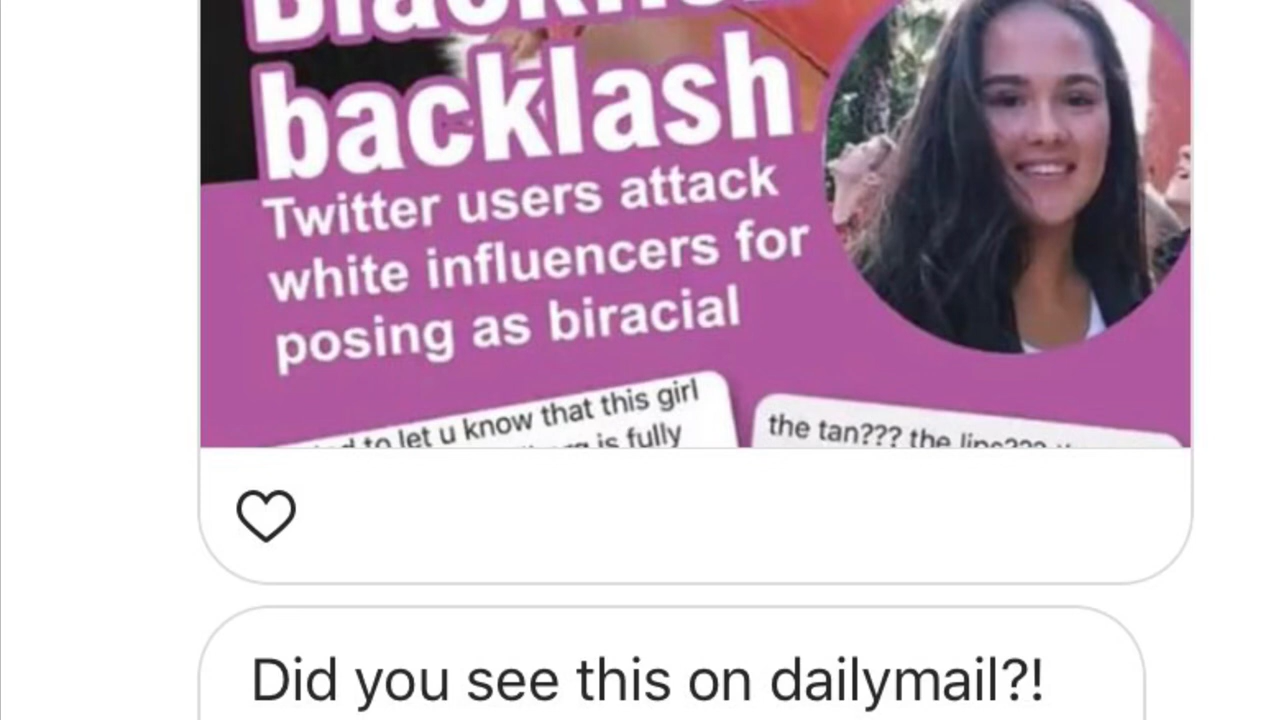 backlash
Twitter users attack
white influencers for
posing as biracial
to let u know that this girl
is fully
the tan??? the
Did you see this on dailymail?!